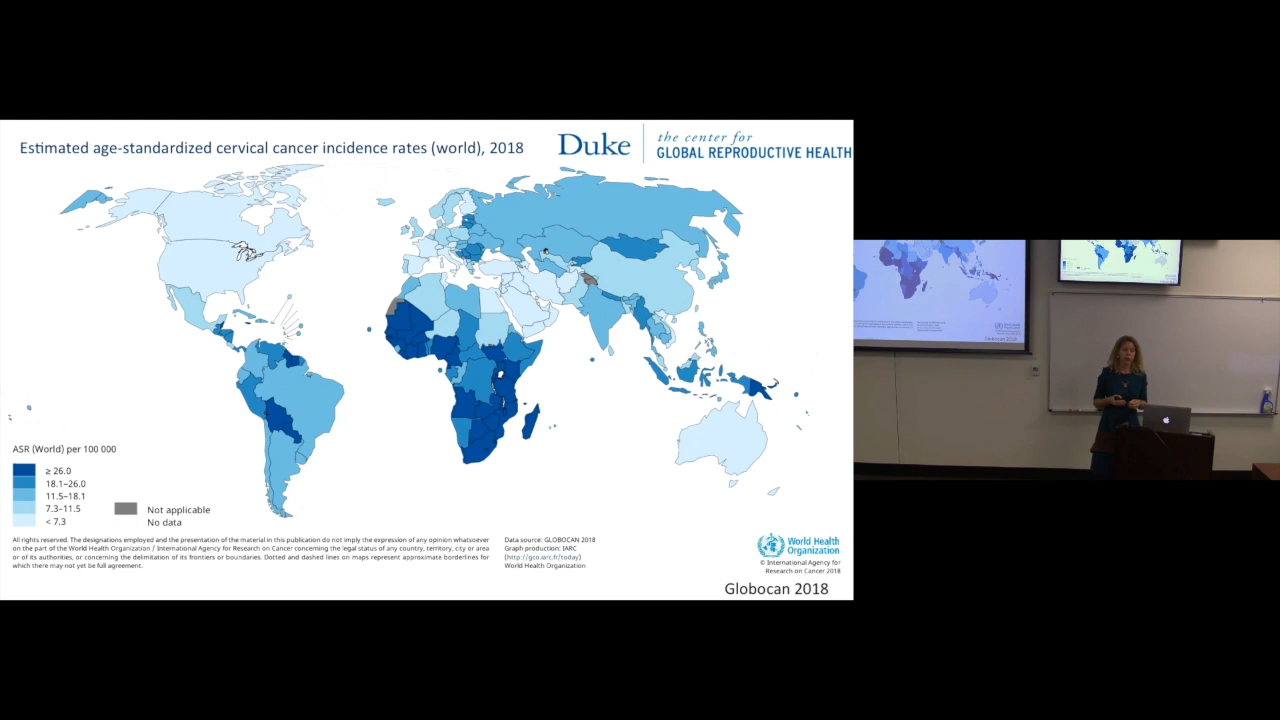 Estimated age-standardized cervical cancer incidence rates (world), 2018
Duke
the center for
GLOBAL REPRODUCTIVE HEALTH
ASR (World) per 100 000
≥ 26.0
18.1–26.0
11.5–18.1
7.3–11.5
< 7.3
Not applicable
No data
All rights reserved. The designations employed and the presentation of the material in this publication do not imply the expression of any opinion whatsoever
on the part of the World Health Organization / International Agency for Research on Cancer concerning the legal status of any country, territory, city or area
or of its authorities, or concerning the delimitation of its frontiers or boundaries. Dotted and dashed lines on maps represent approximate borderlines for
which there may not yet be full agreement.
Data source: GLOBOCAN 2018
Graph production: IARC
(http://gco.iarc.fr/today)
World Health Organization
World Health
Organization
© International Agency for
Research on Cancer 2018
Globocan 2018
Globocan 2018